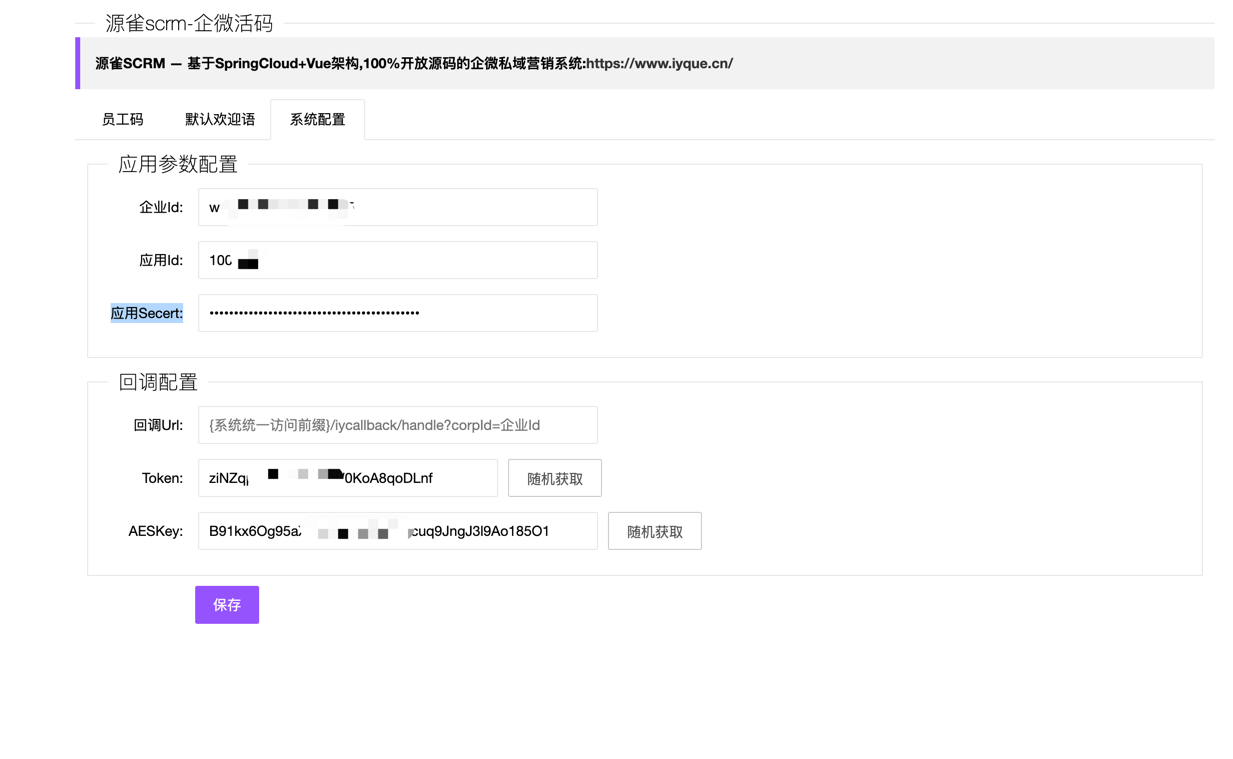 源雀scrm-企微活码
源雀SCRM — 基于SpringCloud+Vue架构,100%开放源码的企微私域营销系统:https://www.iyque.cn/
员工码 默认欢迎语 系统配置
应用参数配置
企业Id: w
应用Id: 100
应用Secert: 
回调配置
回调Url: {系统统一访问前缀}/iycallback/handle?corpId=企业Id
Token: ziNZq 0KoA8qoDLnf 随机获取
AESKey: B91kx6Og95a cuq9JngJ3l9Ao185O1 随机获取
保存